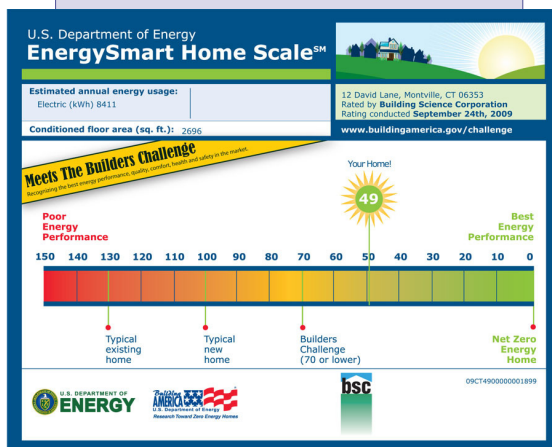 U.S. Department of Energy
EnergySmart Home Scale℠
Estimated annual energy usage:
Electric (kWh) 8411
Conditioned floor area (sq. ft.): 2696
12 David Lane, Montville, CT 06353
Rated by Building Science Corporation
Rating conducted September 24th, 2009
www.buildingamerica.gov/challenge
Meets The Builders Challenge
Recognizing the best energy performance, quality, comfort, health and safety in the market.
Your Home!
49
Poor
Energy
Performance
Best
Energy
Performance
150 140 130 120 110 100 90 80 70 60 50 40 30 20 10 0
Typical
existing
home
Typical
new
home
Builders
Challenge
(70 or lower)
Net Zero
Energy
Home
U.S. DEPARTMENT OF
ENERGY
Building
AMERICA
U.S. Department of Energy
Research Toward Zero Energy Homes
bsc
09CT4900000001899